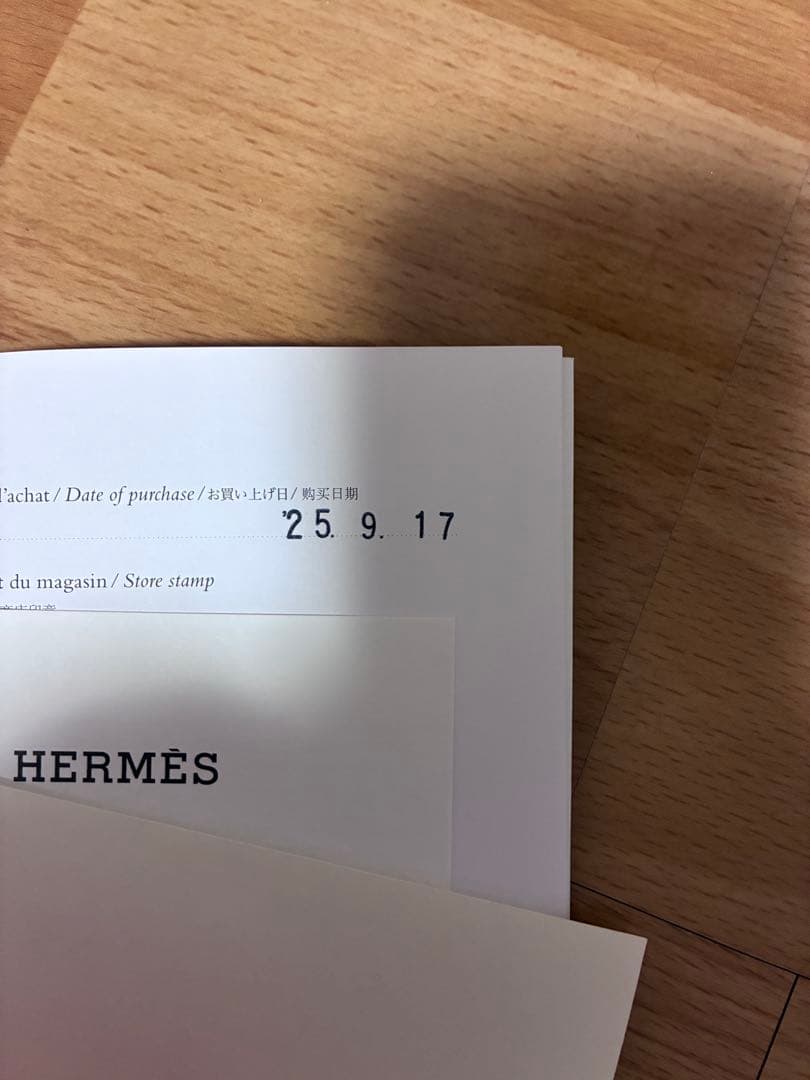 l'achat / Date of purchase / お買い上げ日 / 购买日期
'25. 9. 17
t du magasin / Store stamp
HERMÈS